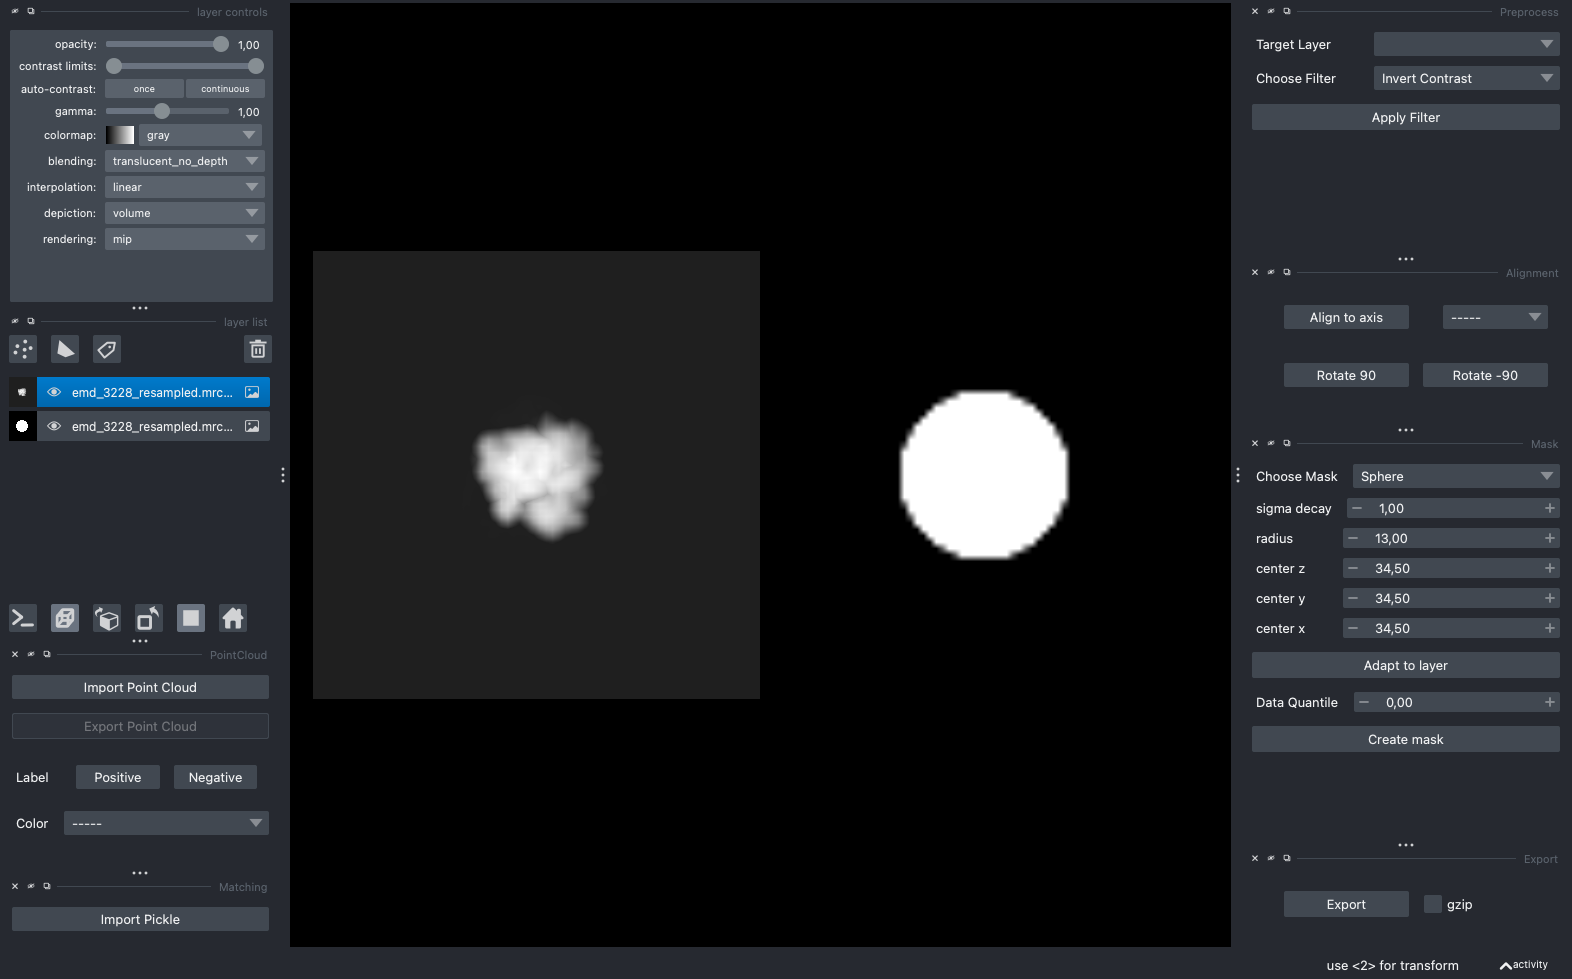 layer controls
opacity: 1,00
contrast limits:
auto-contrast: once continuous
gamma: 1,00
colormap: gray
blending: translucent_no_depth
interpolation: linear
depiction: volume
rendering: mip
layer list
emd_3228_resampled.mrc...
emd_3228_resampled.mrc...
PointCloud
Import Point Cloud
Export Point Cloud
Label Positive Negative
Color -----
Matching
Import Pickle
Preprocess
Target Layer
Choose Filter Invert Contrast
Apply Filter
Alignment
Align to axis -----
Rotate 90 Rotate -90
Mask
Choose Mask Sphere
sigma decay 1,00
radius 13,00
center z 34,50
center y 34,50
center x 34,50
Adapt to layer
Data Quantile 0,00
Create mask
Export
Export gzip
use <2> for transform activity